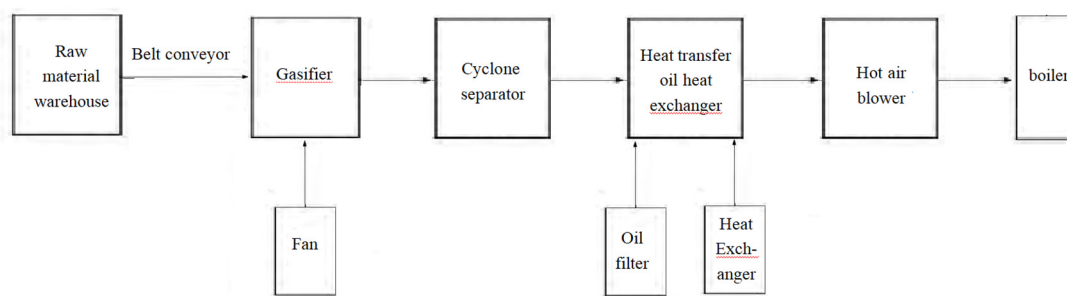 Raw
material
warehouse
Belt conveyor
Gasifier
Cyclone
separator
Heat transfer
oil heat
exchanger
Hot air
blower
boiler
Fan
Oil
filter
Heat
Exch-
anger